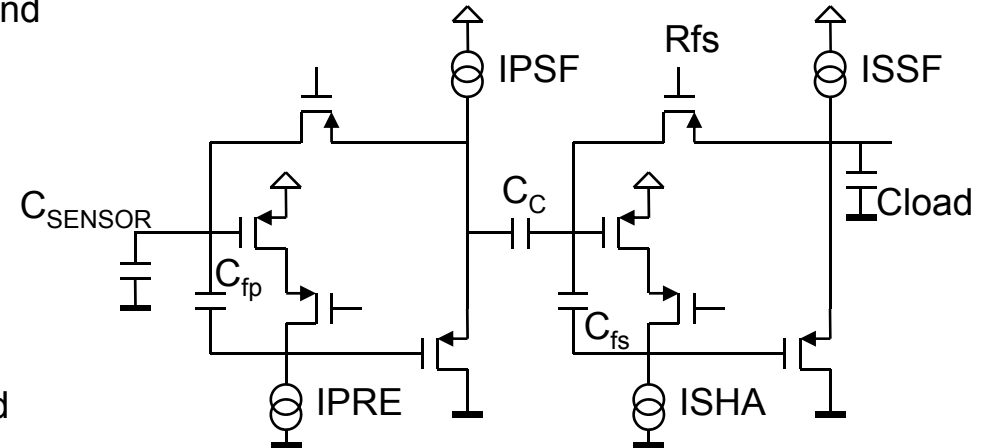 nd
Rfs
IPSF
ISSF
C_SENSOR
C_C
Cload
C_fp
C_fs
d
IPRE
ISHA